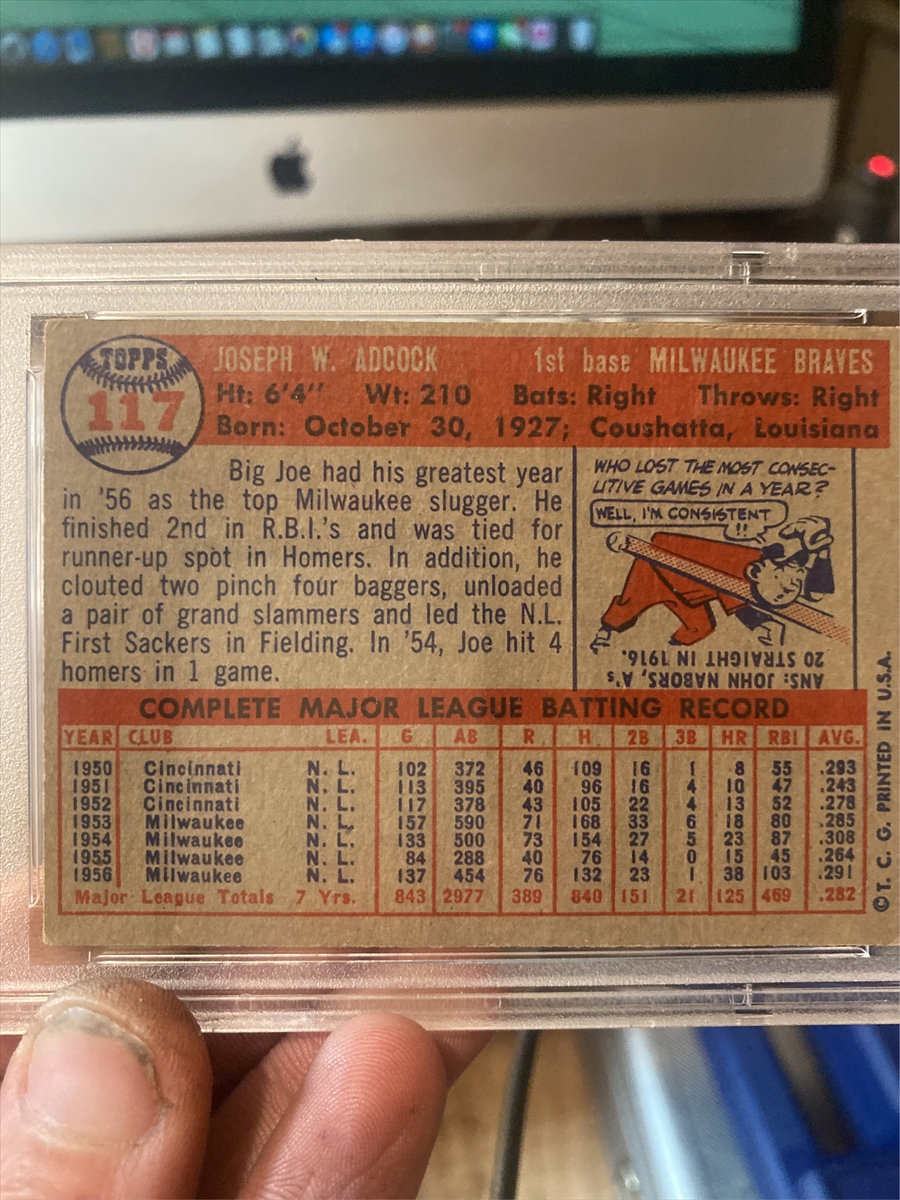 TOPPS
117
JOSEPH W. ADCOCK 1st base MILWAUKEE BRAVES
Ht: 6'4" Wt: 210 Bats: Right Throws: Right
Born: October 30, 1927; Coushatta, Louisiana
Big Joe had his greatest year
in '56 as the top Milwaukee slugger. He
finished 2nd in R.B.I.'s and was tied for
runner-up spot in Homers. In addition, he
clouted two pinch four baggers, unloaded
a pair of grand slammers and led the N.L.
First Sackers in Fielding. In '54, Joe hit 4
homers in 1 game.
WHO LOST THE MOST CONSEC-
UTIVE GAMES IN A YEAR?
WELL, I'M CONSISTENT
!!
ANS: JOHN NABORS, A's
20 STRAIGHT IN 1916.
COMPLETE MAJOR LEAGUE BATTING RECORD
YEAR CLUB LEA. G AB R H 2B 3B HR RBI AVG.
1950 Cincinnati N. L. 102 372 46 109 16 1 8 55 .293
1951 Cincinnati N. L. 113 395 40 96 16 4 10 47 .243
1952 Cincinnati N. L. 117 378 43 105 22 4 13 52 .278
1953 Milwaukee N. L. 157 590 71 168 33 6 18 80 .285
1954 Milwaukee N. L. 133 500 73 154 27 5 23 87 .308
1955 Milwaukee N. L. 84 288 40 76 14 0 15 45 .264
1956 Milwaukee N. L. 137 454 76 132 23 1 38 103 .291
Major League Totals 7 Yrs. 843 2977 389 840 151 21 125 469 .282
©T. C. G. PRINTED IN U.S.A.